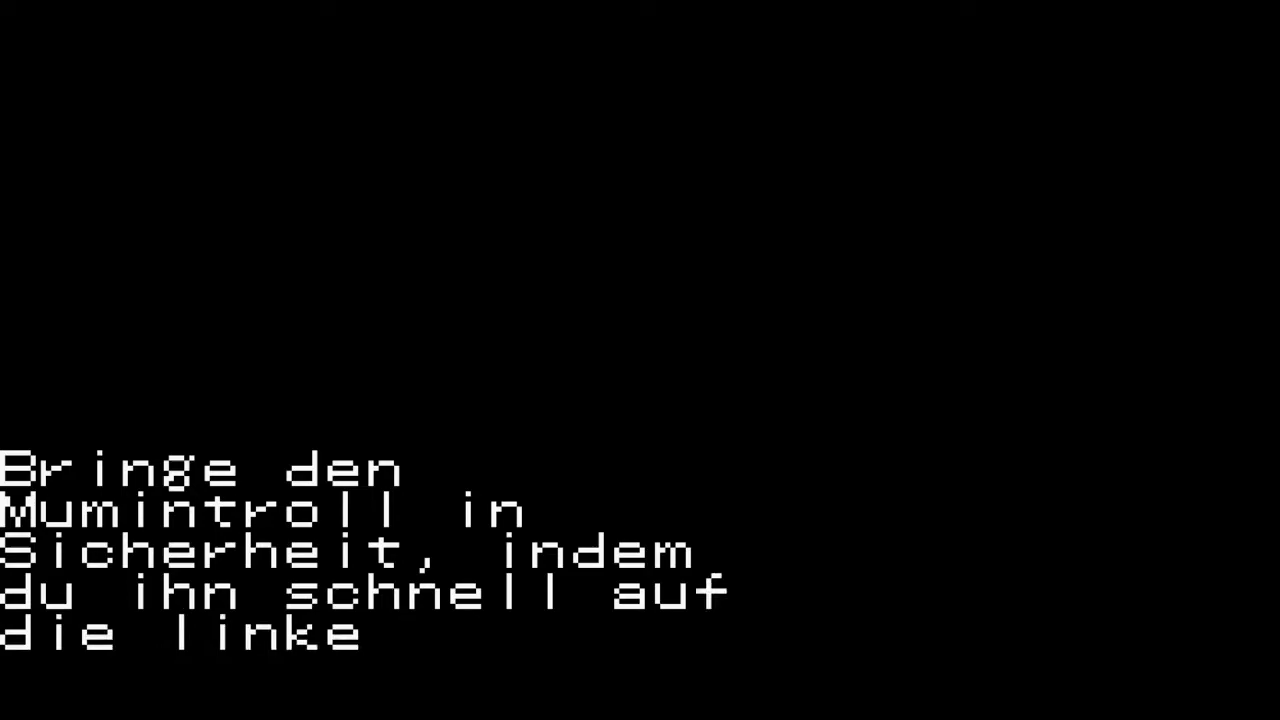 Bringe den
Mumintroll in
Sicherheit, indem
du ihn schnell auf
die linke